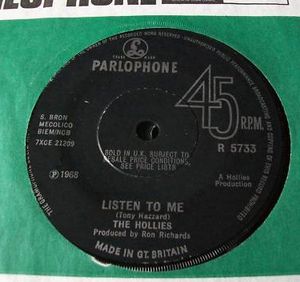 PARLOPHONE
45
R.P.M.
S. BRON
MECOLICO
BIEM/NCB
7XCE 21209
SOLD IN U.K. SUBJECT TO
RESALE PRICE CONDITIONS,
SEE PRICE LISTS
R 5733
℗ 1968
A Hollies
Production
LISTEN TO ME
(Tony Hazzard)
THE HOLLIES
Produced by Ron Richards
MADE IN GT. BRITAIN